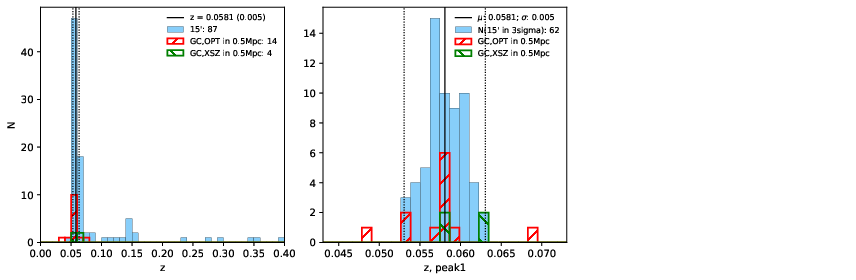 z = 0.0581 (0.005)
15': 87
GC,OPT in 0.5Mpc: 14
GC,XSZ in 0.5Mpc: 4
N
40
30
20
10
0
0.00 0.05 0.10 0.15 0.20 0.25 0.30 0.35 0.40
z
μ: 0.0581; σ: 0.005
N(15' in 3sigma): 62
GC,OPT in 0.5Mpc
GC,XSZ in 0.5Mpc
14
12
10
8
6
4
2
0
0.045 0.050 0.055 0.060 0.065 0.070
z, peak1